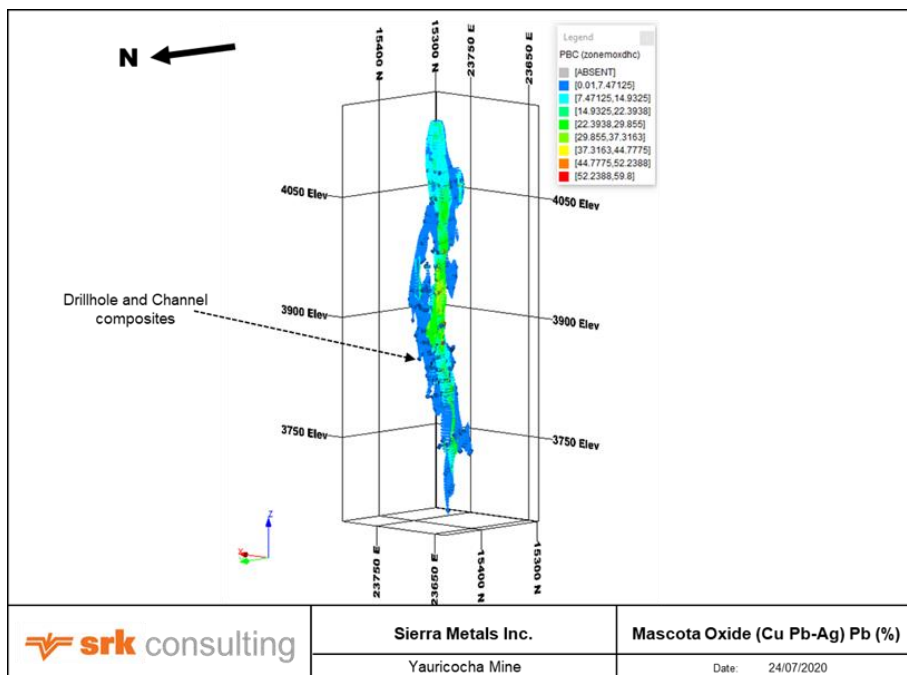 N
15400 N
15300 N
23750 E
23650 E
Legend
PBC (zonemoxdhc)
[ABSENT]
[0.01,7.47125]
[7.47125,14.9325]
[14.9325,22.3938]
[22.3938,29.855]
[29.855,37.3163]
[37.3163,44.7775]
[44.7775,52.2388]
[52.2388,59.8]
4050 Elev
4050 Elev
Drillhole and Channel
composites
3900 Elev
3900 Elev
3750 Elev
3750 Elev
Z
23750 E
23650 E
15400 N
15300 N
srk consulting
Sierra Metals Inc.
Yauricocha Mine
Mascota Oxide (Cu Pb-Ag) Pb (%)
Date: 24/07/2020